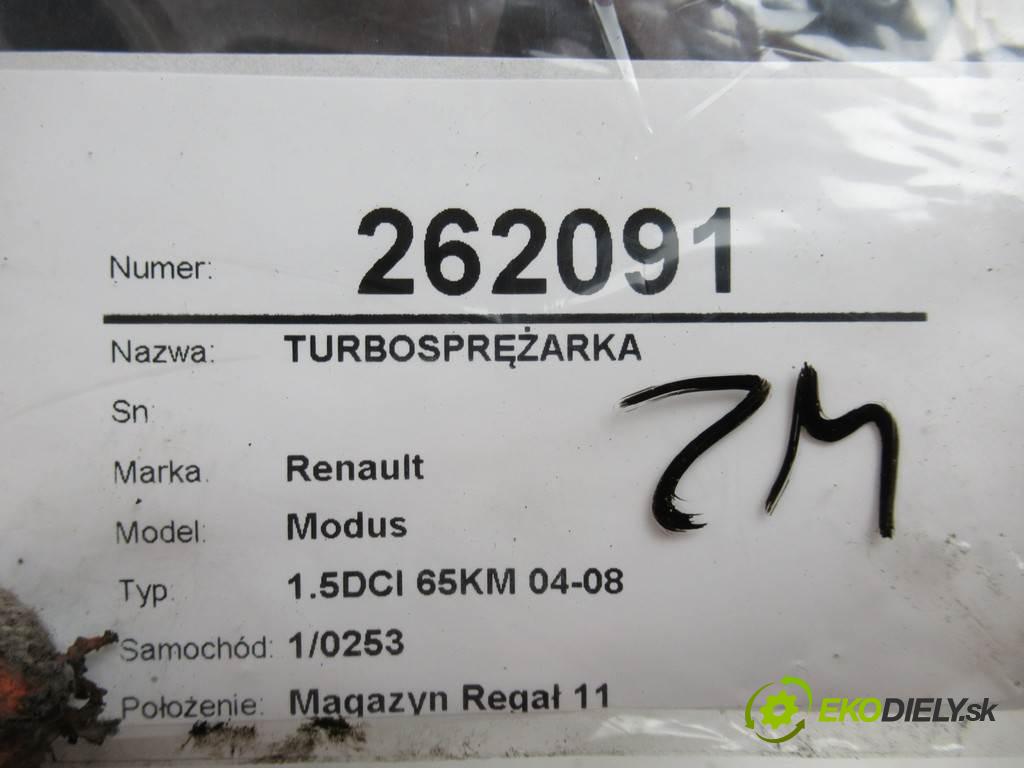 Numer: 262091
Nazwa: TURBOSPRĘŻARKA
Sn:
Marka: Renault
Model: Modus
Typ: 1.5DCI 65KM 04-08
ZM
Samochód: 1/0253
Położenie: Magazyn Regał 11
EKODIELY.sk